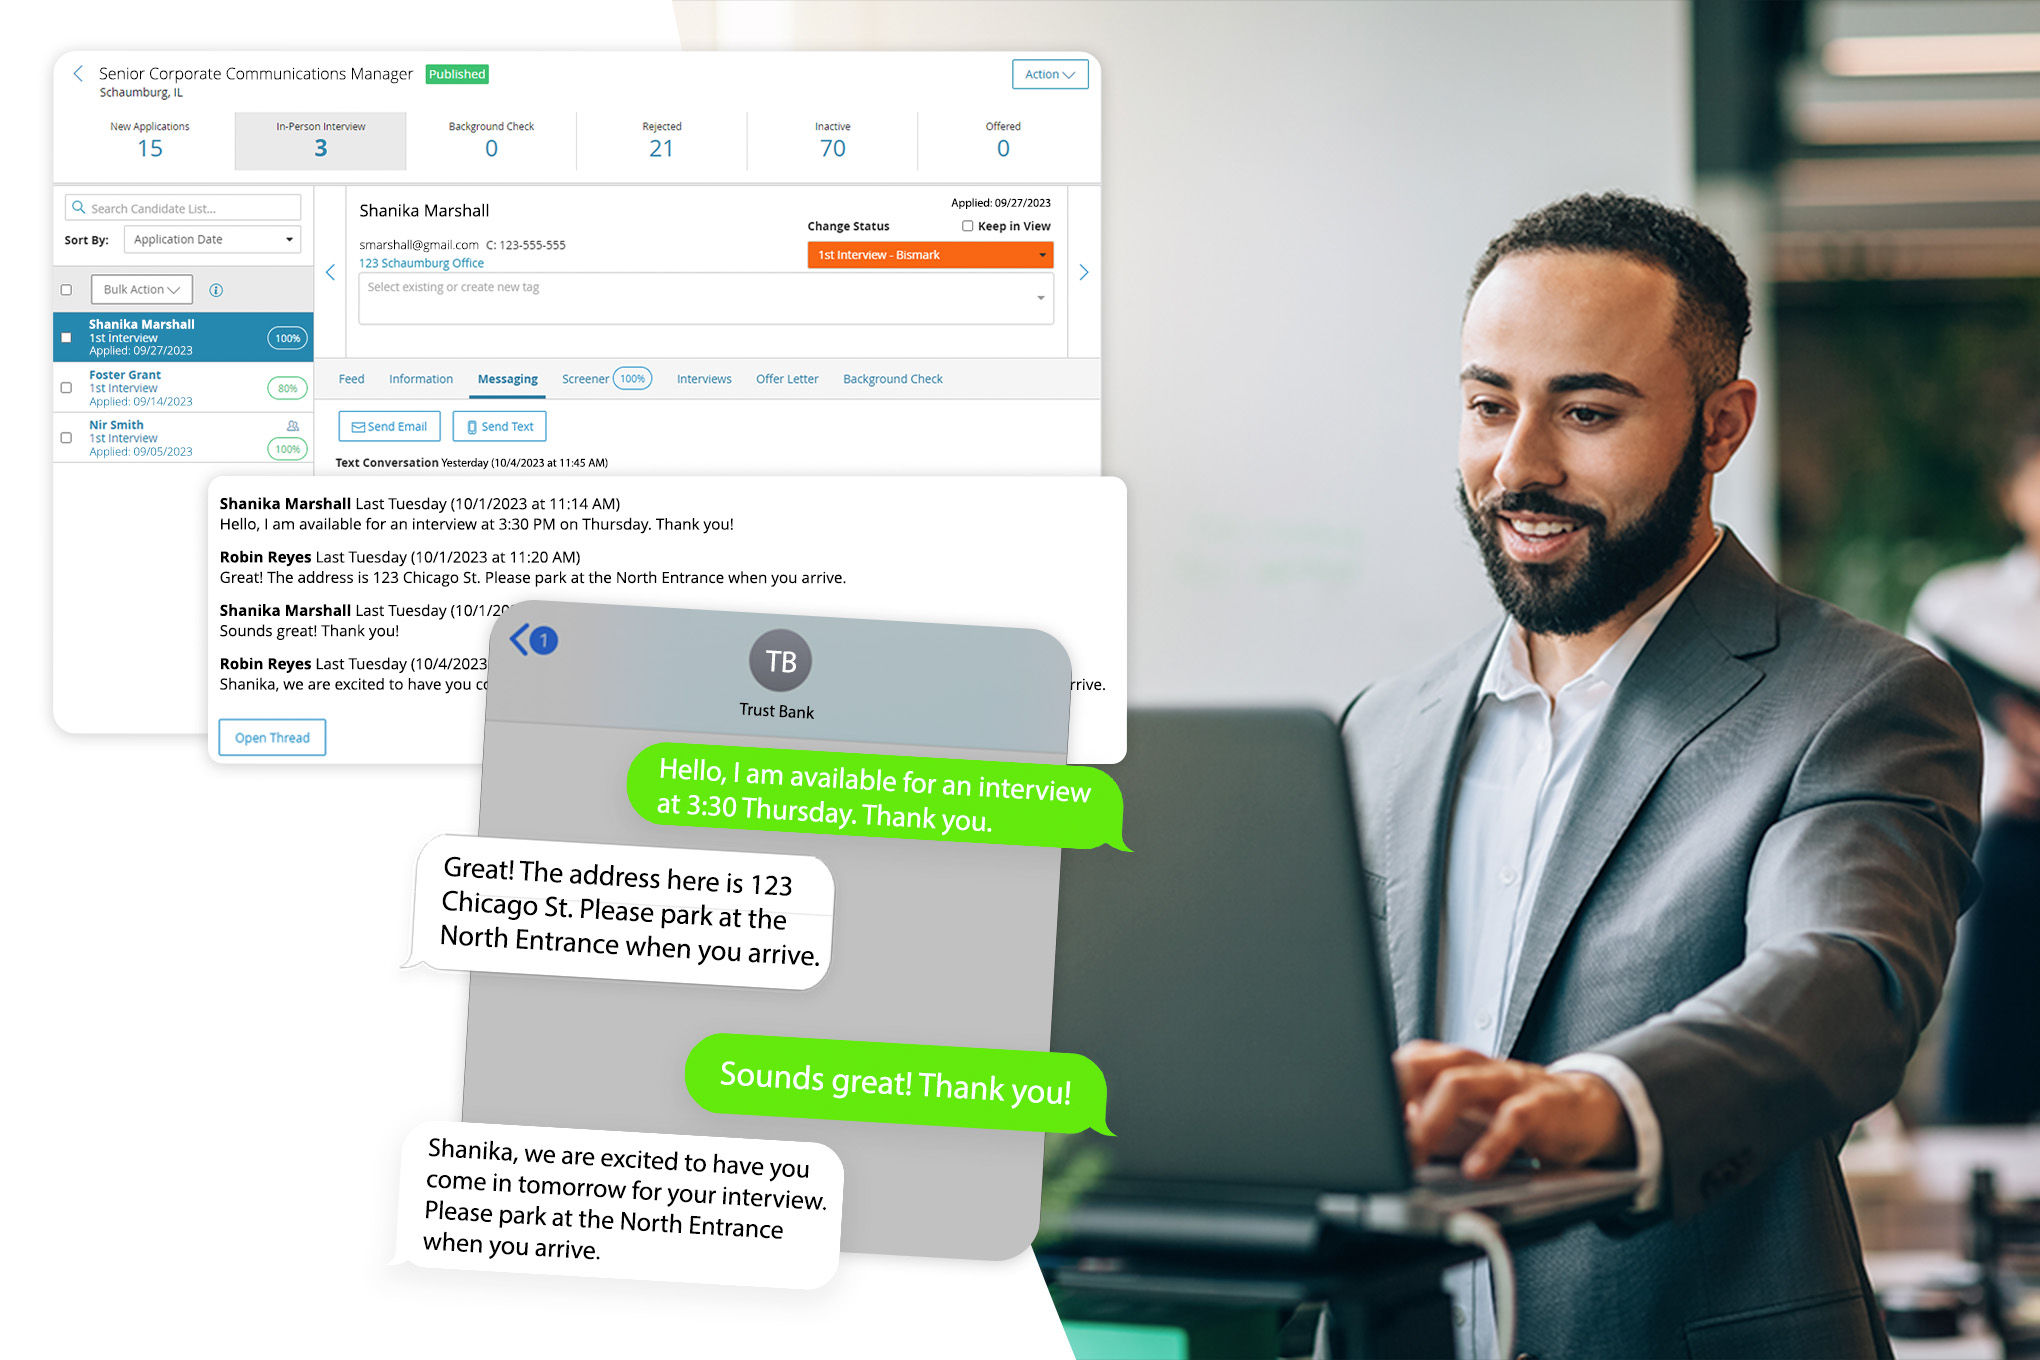 Senior Corporate Communications Manager Published
Schaumburg, IL
Action
New Applications
15
In-Person Interview
3
Background Check
0
Rejected
21
Inactive
70
Offered
0
Search Candidate List...
Sort By: Application Date
Bulk Action
Shanika Marshall
1st Interview
Applied: 09/27/2023
100%
Foster Grant
1st Interview
Applied: 09/14/2023
80%
Nir Smith
1st Interview
Applied: 09/05/2023
100%
Shanika Marshall
smarshall@gmail.com C: 123-555-555
123 Schaumburg Office
Applied: 09/27/2023
Change Status
Keep in View
1st Interview - Bismark
Select existing or create new tag
Feed Information Messaging Screener 100% Interviews Offer Letter Background Check
Send Email Send Text
Text Conversation Yesterday (10/4/2023 at 11:45 AM)
Shanika Marshall Last Tuesday (10/1/2023 at 11:14 AM)
Hello, I am available for an interview at 3:30 PM on Thursday. Thank you!
Robin Reyes Last Tuesday (10/1/2023 at 11:20 AM)
Great! The address is 123 Chicago St. Please park at the North Entrance when you arrive.
Shanika Marshall Last Tuesday (10/1/20
Sounds great! Thank you!
Robin Reyes Last Tuesday (10/4/2023
Shanika, we are excited to have you rrive.
Open Thread
1
TB
Trust Bank
Hello, I am available for an interview
at 3:30 Thursday. Thank you.
Great! The address here is 123
Chicago St. Please park at the
North Entrance when you arrive.
Sounds great! Thank you!
Shanika, we are excited to have you
come in tomorrow for your interview.
Please park at the North Entrance
when you arrive.